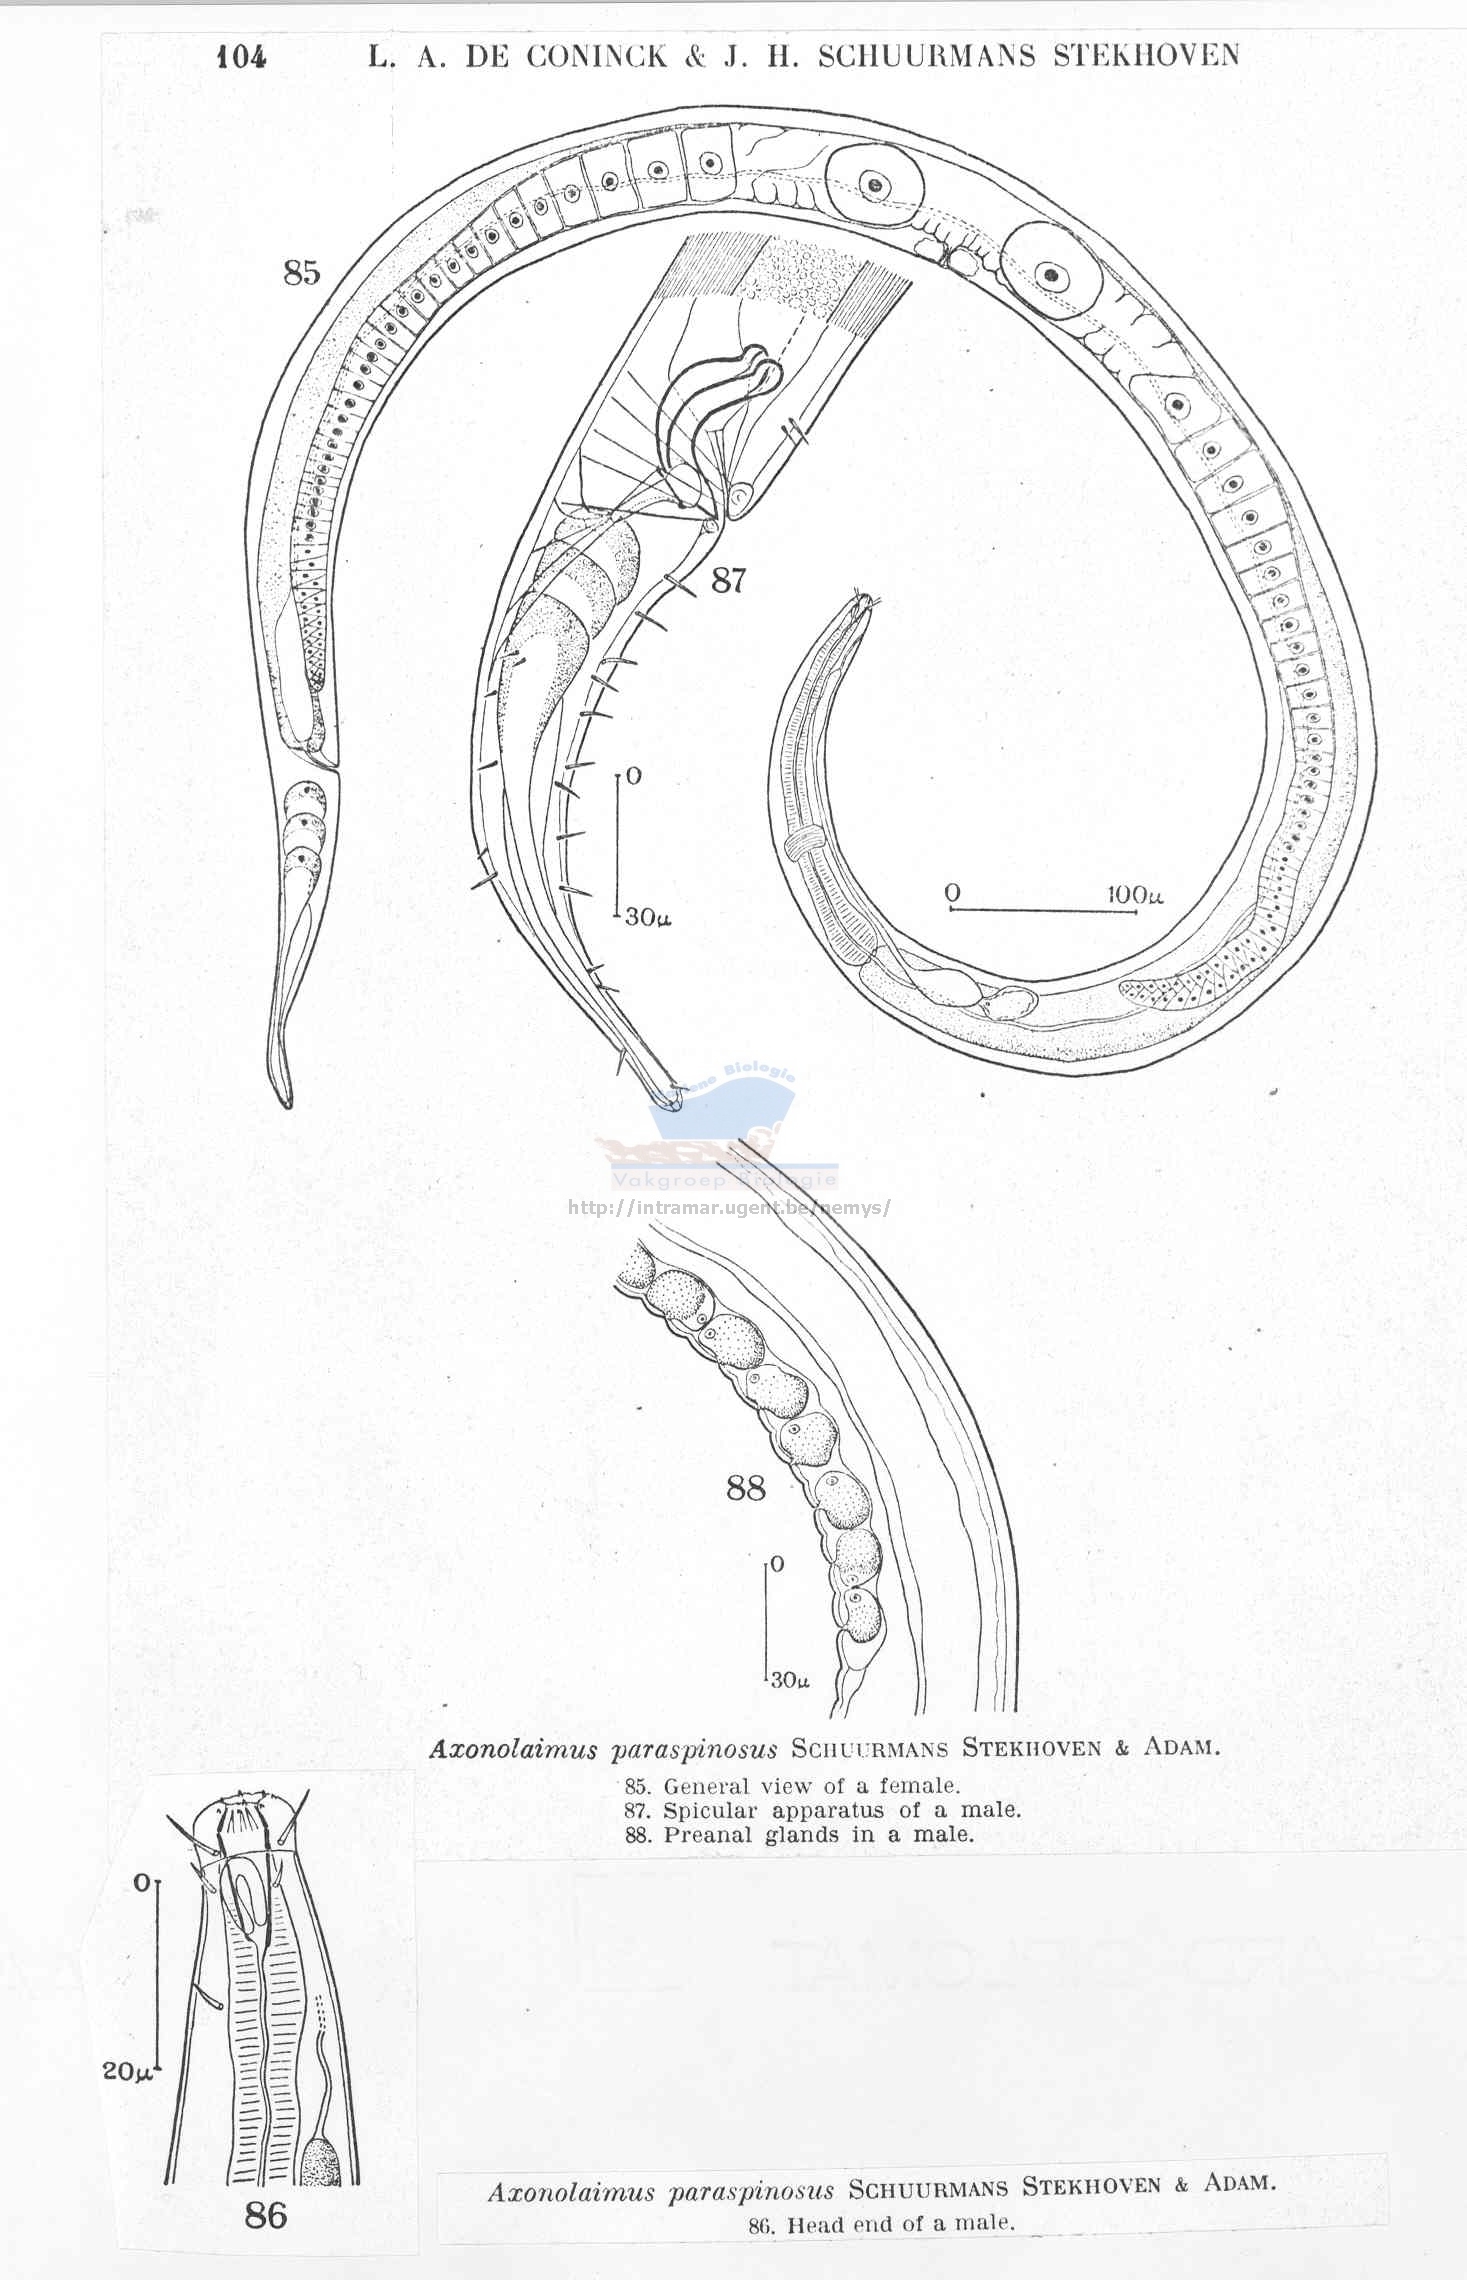 104 L. A. DE CONINCK & J. H. SCHUURMANS STEKHOVEN
85
87
0
30µ
0 100µ
Biologie
Vakgroep Biologie
http://intramar.ugent.be/nemys/
88
0
30µ
Axonolaimus paraspinosus SCHUURMANS STEKHOVEN & ADAM.
85. General view of a female.
87. Spicular apparatus of a male.
88. Preanal glands in a male.
0
20µ
86
Axonolaimus paraspinosus SCHUURMANS STEKHOVEN & ADAM.
86. Head end of a male.